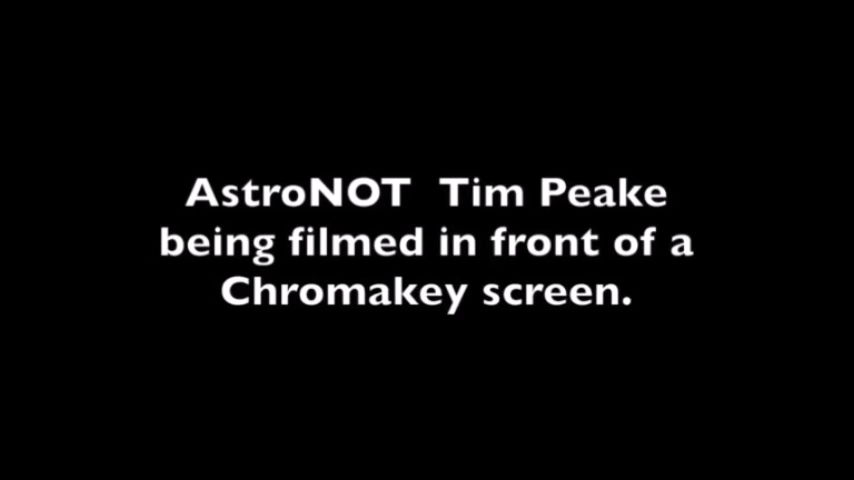 AstroNOT  Tim Peake
being filmed in front of a
Chromakey screen.